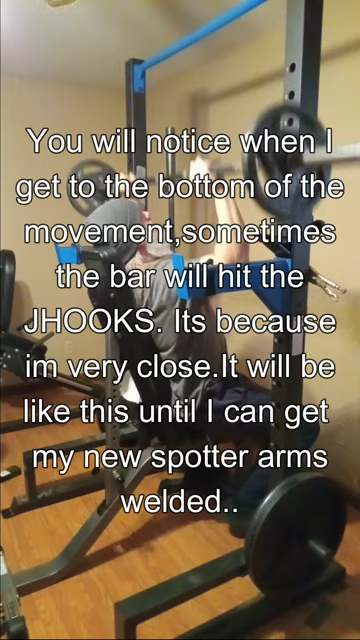 You will notice when I
get to the bottom of the
movement,sometimes
the bar will hit the
JHOOKS. Its because
im very close.It will be
like this until I can get
my new spotter arms
welded..